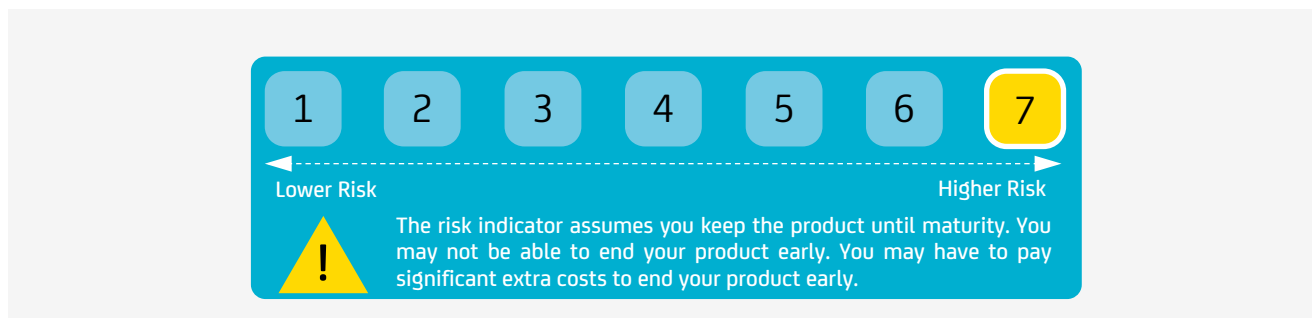 1 2 3 4 5 6 7
Lower Risk Higher Risk
The risk indicator assumes you keep the product until maturity. You
may not be able to end your product early. You may have to pay
significant extra costs to end your product early.
!